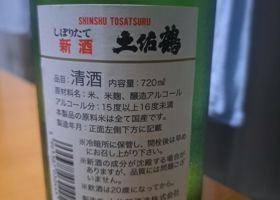 SHINSHU TOSATSURU
しぼりたて
新酒
土佐鶴
品目:清酒 内容量:720㎖
原材料名:米、米麹、醸造アルコール
アルコール分:15度以上16度未満
本製品の原料米は全て国産です。
製造年月:正面左側下方に記載
※冷暗所に保管し、開栓後は早め
にお召し上がり下さい。
※新酒の成分が沈殿する場合が
ありますが、品質には問題ござ
いません。
※飲酒は20歳になってから。